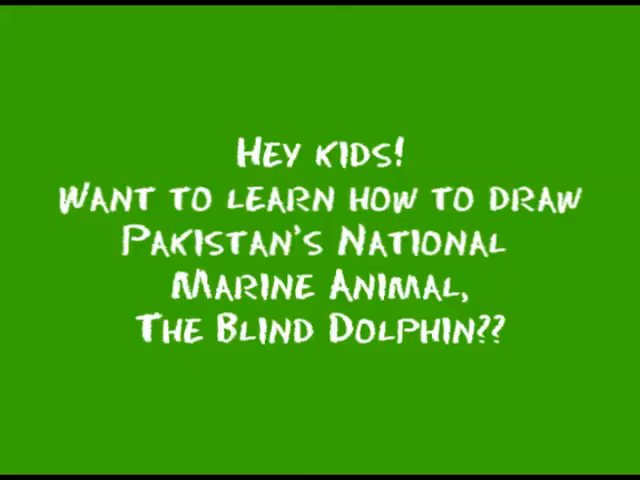 Hey kids!
Want to learn how to draw
Pakistan's National
Marine Animal,
The Blind Dolphin??